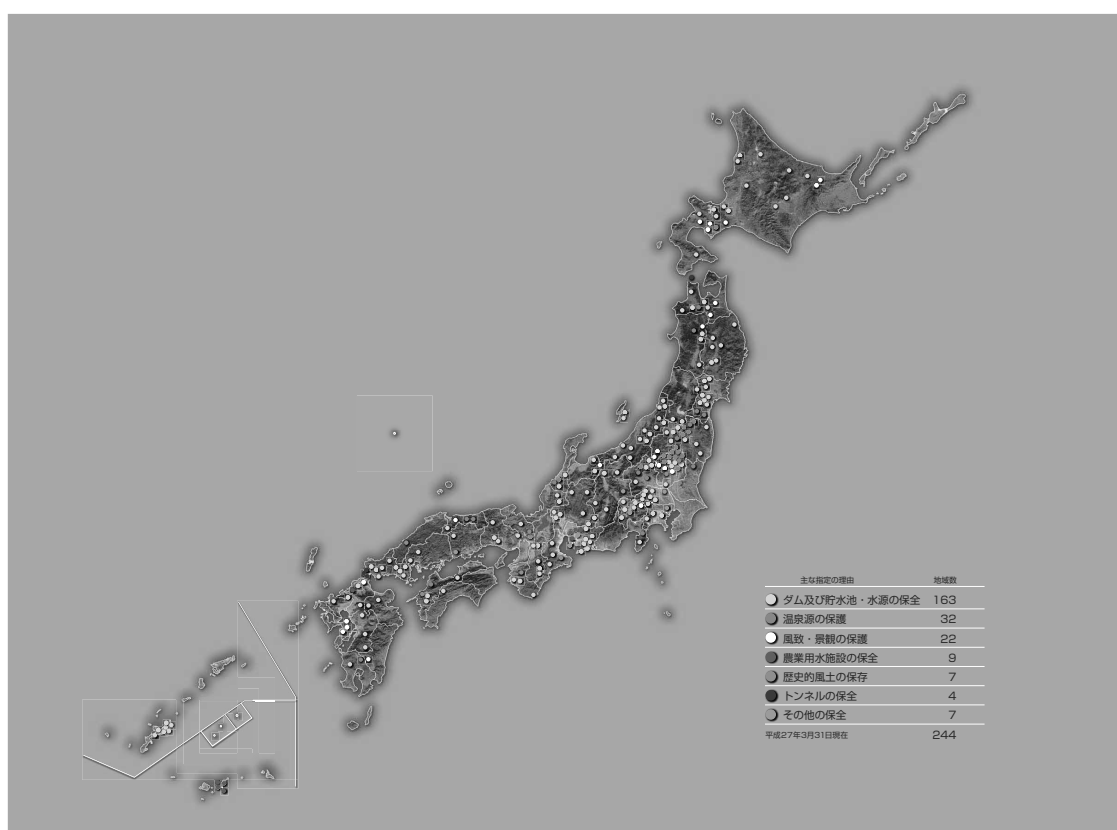 主な指定の理由 地域数
ダム及び貯水池・水源の保全 163
温泉源の保護 32
風致・景観の保護 22
農業用水施設の保全 9
歴史的風土の保存 7
トンネルの保全 4
その他の保全 7
平成27年3月31日現在 244